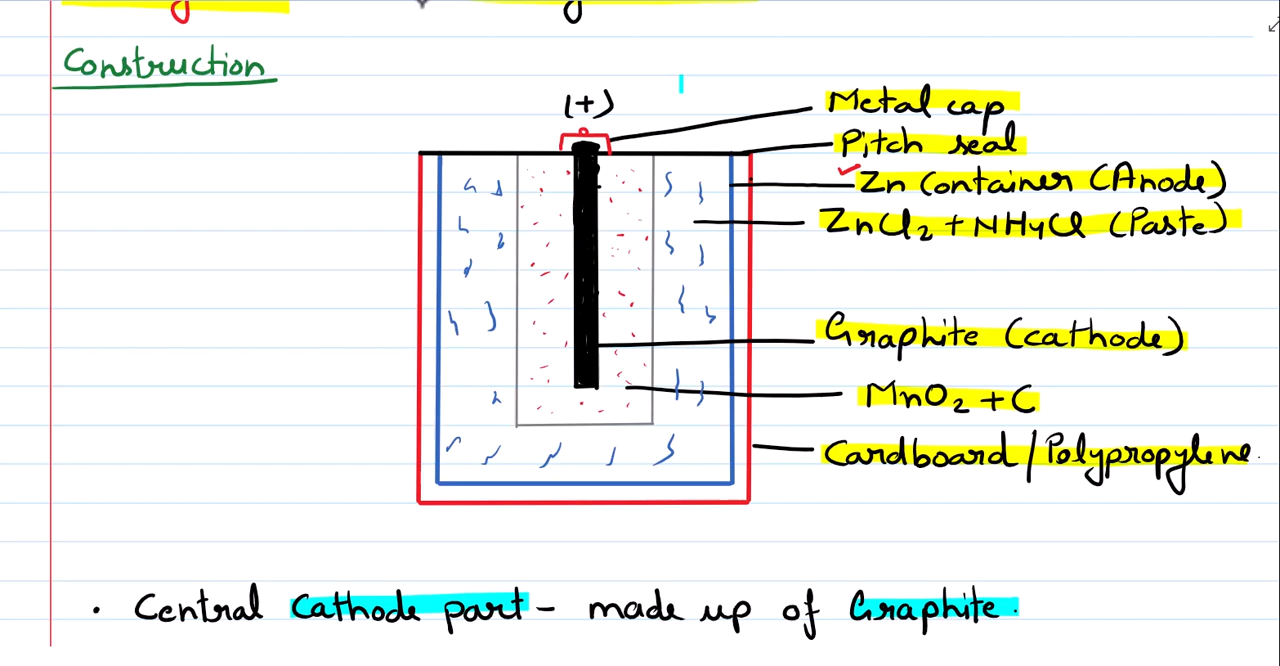 Construction
(+)
Metal cap
Pitch seal
Zn Container (Anode)
ZnCl2 + NH4Cl (Paste)
Graphite (cathode)
MnO2 + C
Cardboard / Polypropylene.
• Central Cathode part - made up of Graphite.